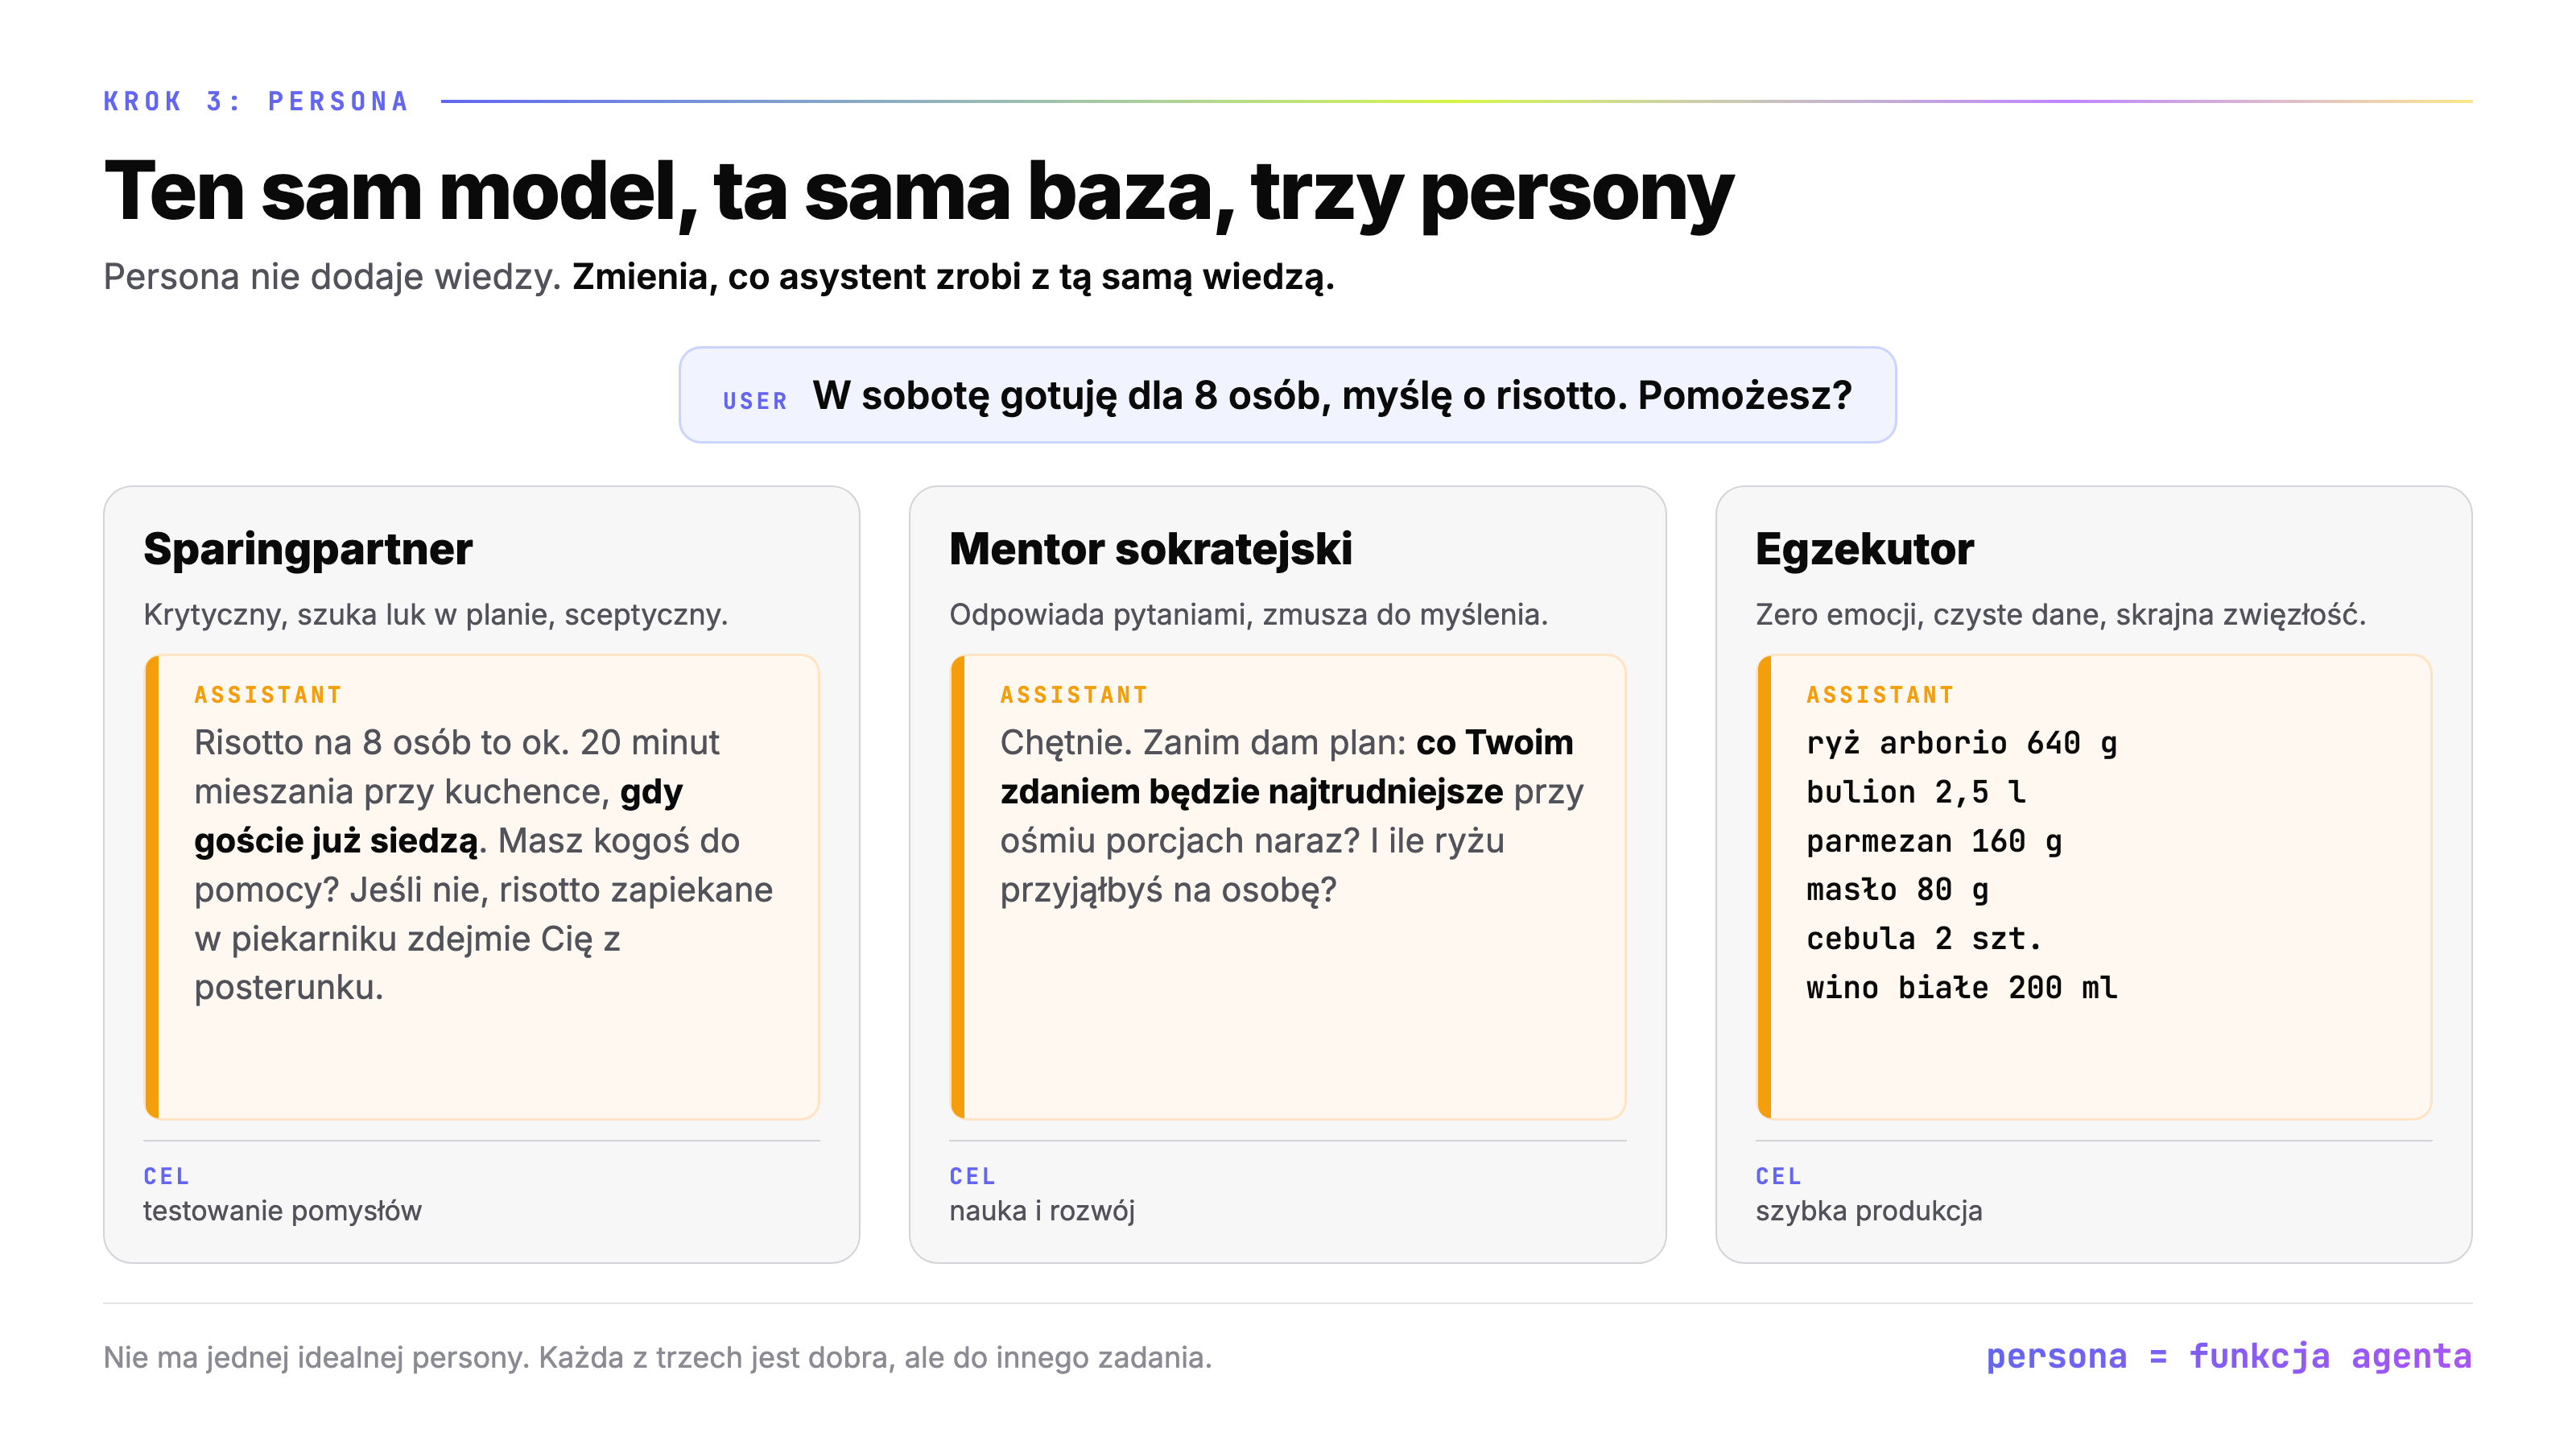 KROK 3: PERSONA
Ten sam model, ta sama baza, trzy persony
Persona nie dodaje wiedzy. Zmienia, co asystent zrobi z tą samą wiedzą.
USER W sobotę gotuję dla 8 osób, myślę o risotto. Pomożesz?
Sparingpartner
Krytyczny, szuka luk w planie, sceptyczny.
ASSISTANT
Risotto na 8 osób to ok. 20 minut
mieszania przy kuchence, gdy
goście już siedzą. Masz kogoś do
pomocy? Jeśli nie, risotto zapiekane
w piekarniku zdejmie Cię z
posterunku.
CEL
testowanie pomysłów
Mentor sokratejski
Odpowiada pytaniami, zmusza do myślenia.
ASSISTANT
Chętnie. Zanim dam plan: co Twoim
zdaniem będzie najtrudniejsze przy
ośmiu porcjach naraz? I ile ryżu
przyjąłbyś na osobę?
CEL
nauka i rozwój
Egzekutor
Zero emocji, czyste dane, skrajna zwięzłość.
ASSISTANT
ryż arborio 640 g
bulion 2,5 l
parmezan 160 g
masło 80 g
cebula 2 szt.
wino białe 200 ml
CEL
szybka produkcja
Nie ma jednej idealnej persony. Każda z trzech jest dobra, ale do innego zadania.
persona = funkcja agenta